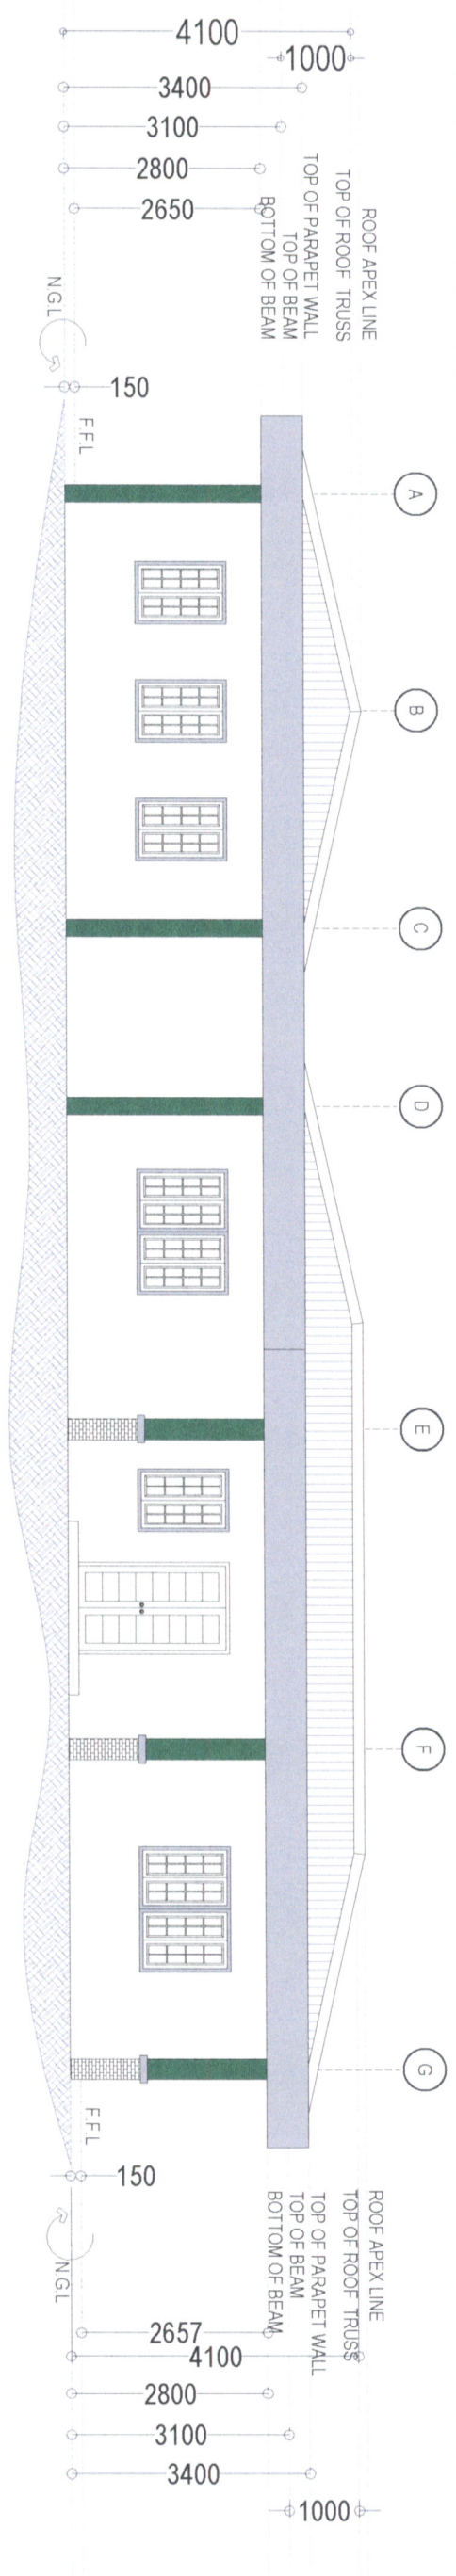 4100
1000
3400
3100
2800
2650
ROOF APEX LINE
TOP OF ROOF TRUSS
TOP OF PARAPET WALL
TOP OF BEAM
BOTTOM OF BEAM
N.G.L
150
F.F.L
A
B
C
D
E
F
G
F.F.L
150
N.G.L
ROOF APEX LINE
TOP OF ROOF TRUSS
TOP OF PARAPET WALL
TOP OF BEAM
BOTTOM OF BEAM
2657
4100
2800
3100
3400
1000